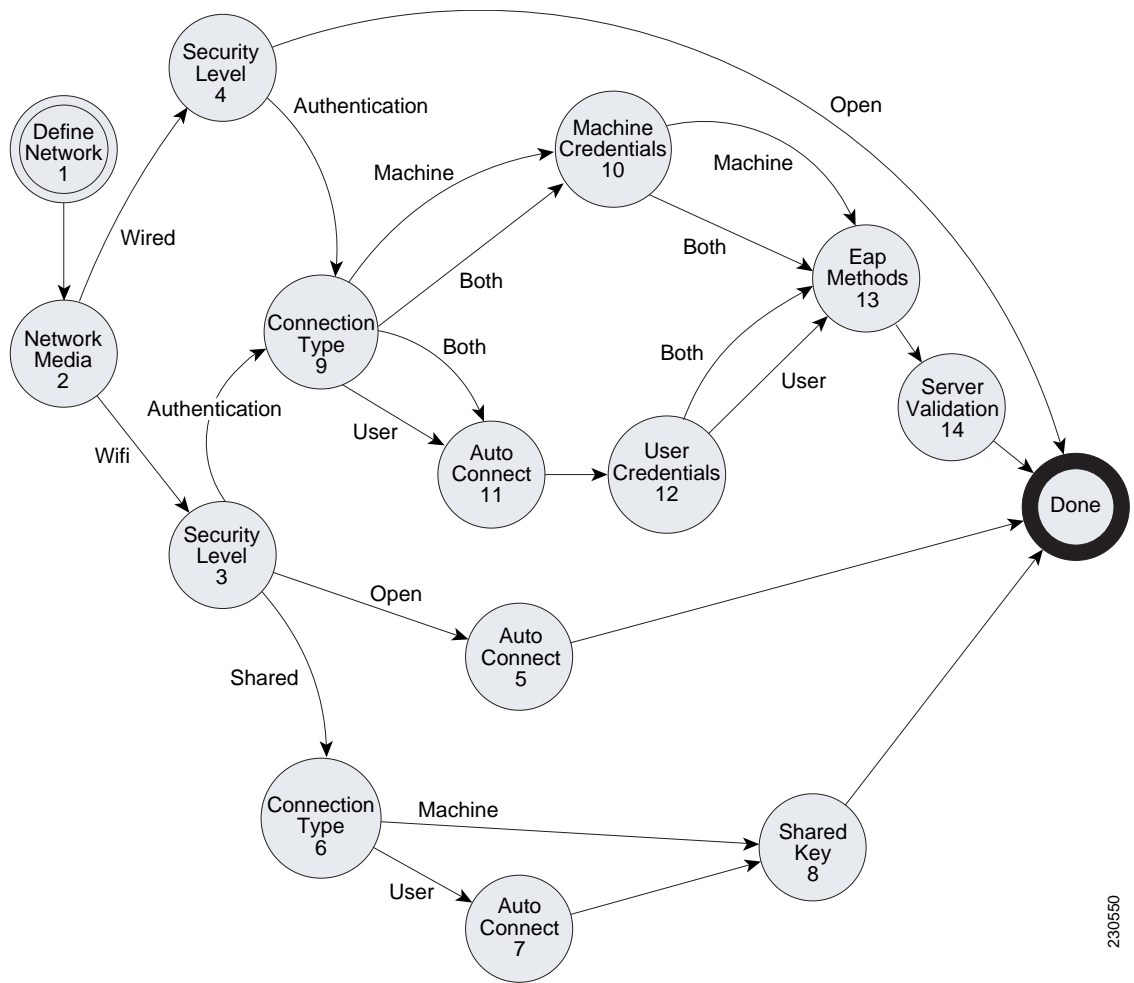 Security
Level
4
Open
Authentication
Define
Network
1
Machine
Credentials
10
Machine
Machine
Wired
Both
Eap
Methods
13
Both
Connection
Type
9
Network
Media
2
Both
Both
User
Server
Validation
14
Authentication
User
Wifi
Auto
Connect
11
User
Credentials
12
Done
Security
Level
3
Open
Auto
Connect
5
Shared
Connection
Type
6
Machine
Shared
Key
8
User
Auto
Connect
7
230550